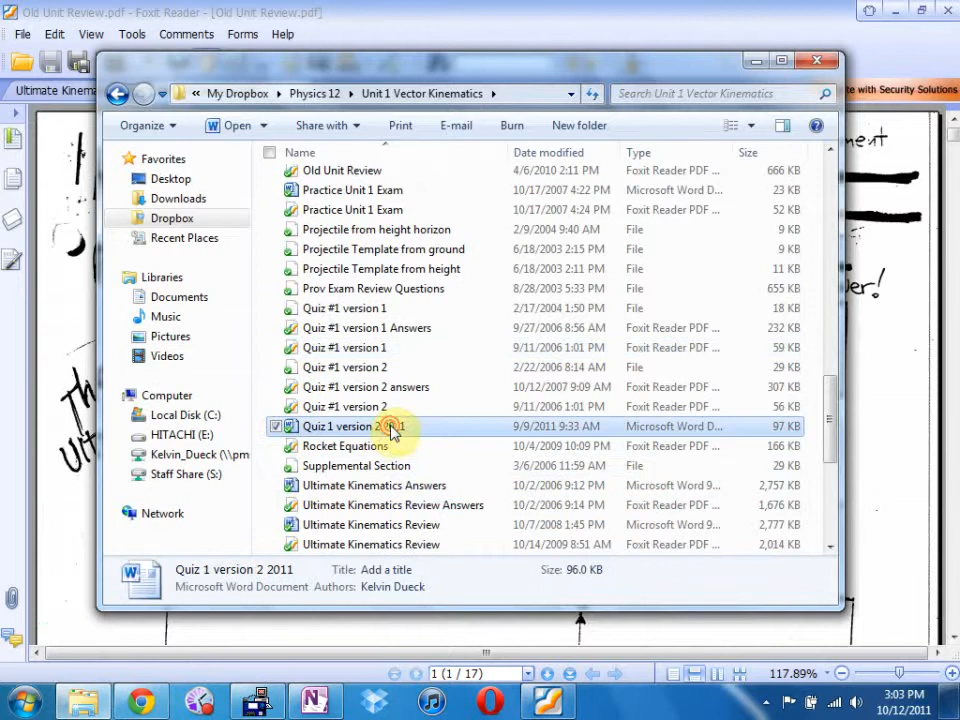 Old Unit Review.pdf - Foxit Reader - [Old Unit Review.pdf]
File Edit View Tools Comments Forms Help
Ultimate Kinema
te with Security Solutions
« My Dropbox Physics 12 Unit 1 Vector Kinematics
Search Unit 1 Vector Kinematics
Organize Open Share with Print E-mail Burn New folder
Name Date modified Type Size
Favorites
Desktop
Downloads
Dropbox
Recent Places
Libraries
Documents
Music
Pictures
Videos
Computer
Local Disk (C:)
HITACHI (E:)
Kelvin_Dueck (\\pm
Staff Share (S:)
Network
Old Unit Review 4/6/2010 2:11 PM Foxit Reader PDF ... 666 KB
Practice Unit 1 Exam 10/17/2007 4:22 PM Microsoft Word D... 23 KB
Practice Unit 1 Exam 10/17/2007 4:24 PM Foxit Reader PDF ... 52 KB
Projectile from height horizon 2/9/2004 9:40 AM File 9 KB
Projectile Template from ground 6/18/2003 2:15 PM File 9 KB
Projectile Template from height 6/18/2003 2:11 PM File 11 KB
Prov Exam Review Questions 8/28/2003 5:33 PM Foxit Reader PDF ... 655 KB
Quiz #1 version 1 2/17/2004 1:50 PM File 18 KB
Quiz #1 version 1 Answers 9/27/2006 8:56 AM Foxit Reader PDF ... 232 KB
Quiz #1 version 1 9/11/2006 1:01 PM Foxit Reader PDF ... 59 KB
Quiz #1 version 2 2/22/2006 8:14 AM File 29 KB
Quiz #1 version 2 answers 10/12/2007 9:09 AM Foxit Reader PDF ... 307 KB
Quiz #1 version 2 9/11/2006 1:01 PM Foxit Reader PDF ... 56 KB
Quiz 1 version 2 9/9/2011 9:33 AM Microsoft Word D... 97 KB
Rocket Equations 10/4/2009 10:09 PM Foxit Reader PDF ... 166 KB
Supplemental Section 3/6/2006 11:59 AM File 29 KB
Ultimate Kinematics Answers 10/2/2006 9:12 PM Microsoft Word 9... 2,757 KB
Ultimate Kinematics Review Answers 10/2/2006 9:14 PM Foxit Reader PDF ... 1,676 KB
Ultimate Kinematics Review 10/7/2008 1:45 PM Microsoft Word 9... 2,777 KB
Ultimate Kinematics Review 10/14/2009 8:51 AM Foxit Reader PDF ... 2,014 KB
Quiz 1 version 2 2011 Title: Add a title Size: 96.0 KB
Microsoft Word Document Authors: Kelvin Dueck
1 (1 / 17)
117.89%
3:03 PM
10/12/2011